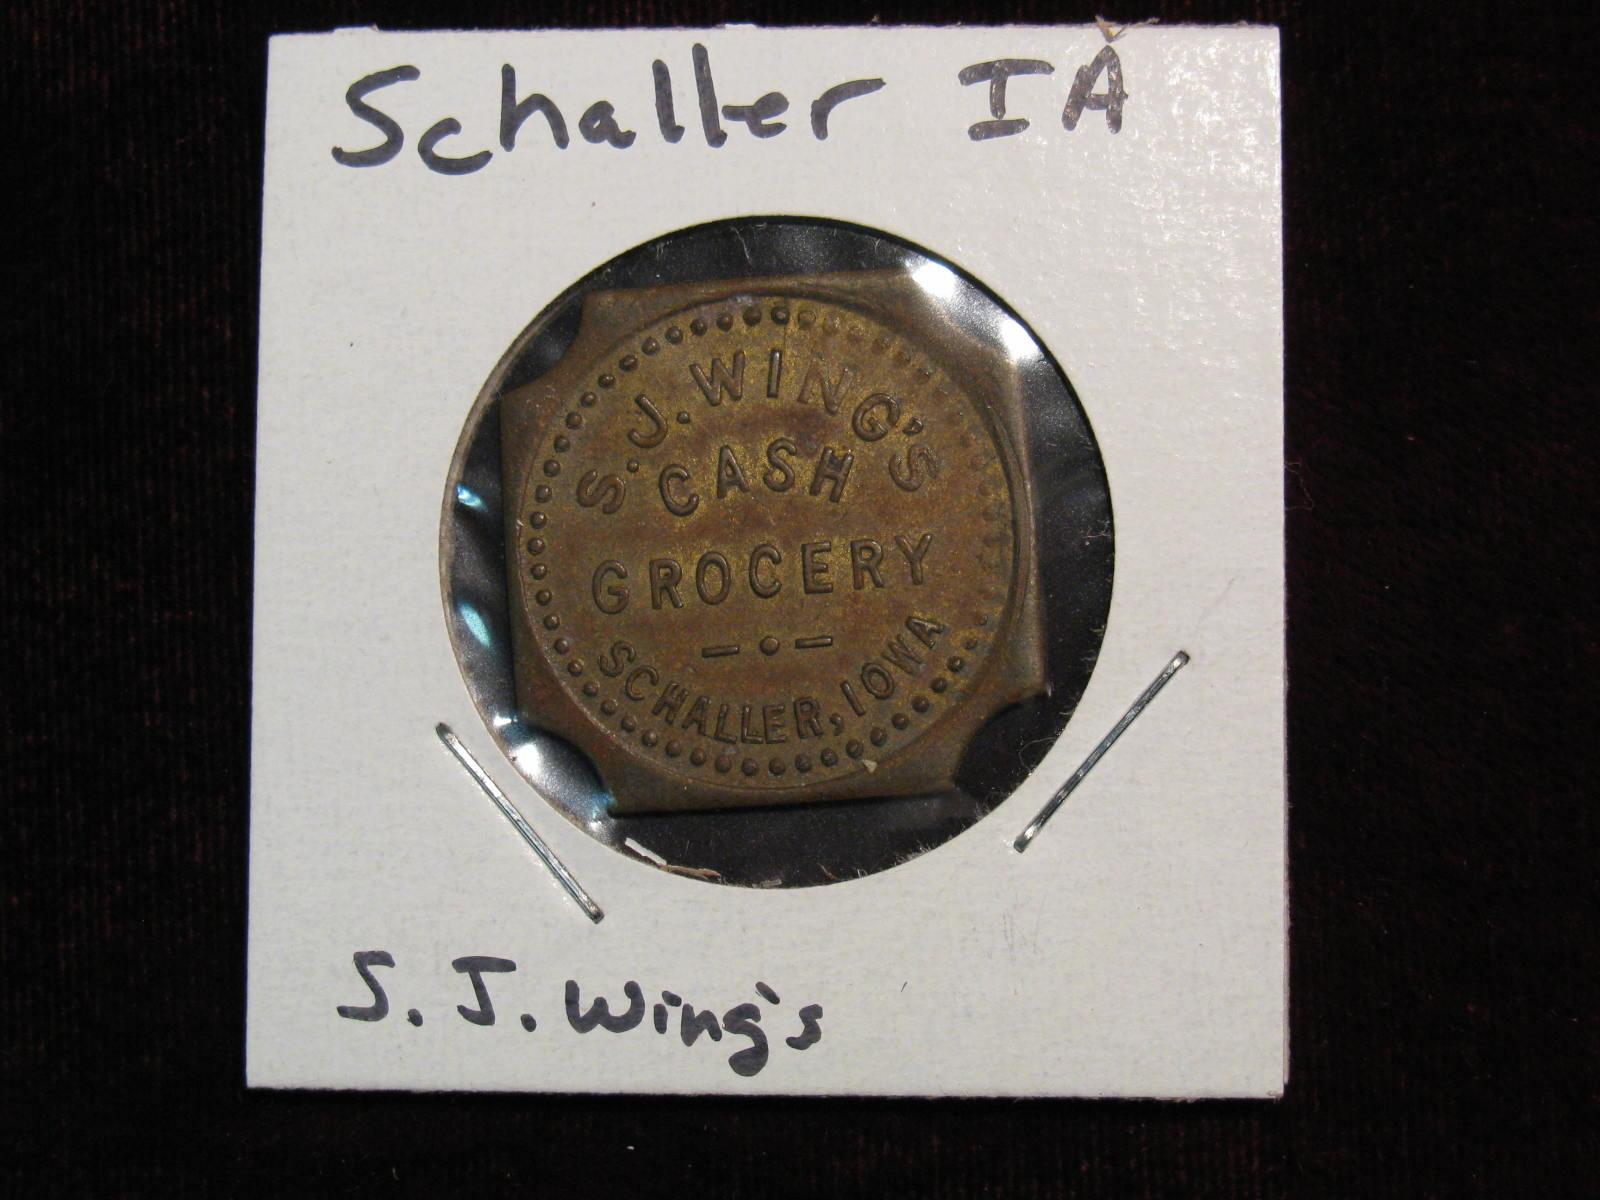 Schaller IA
S. J. WING'S
CASH
GROCERY
SCHALLER, IOWA
S. J. Wing's